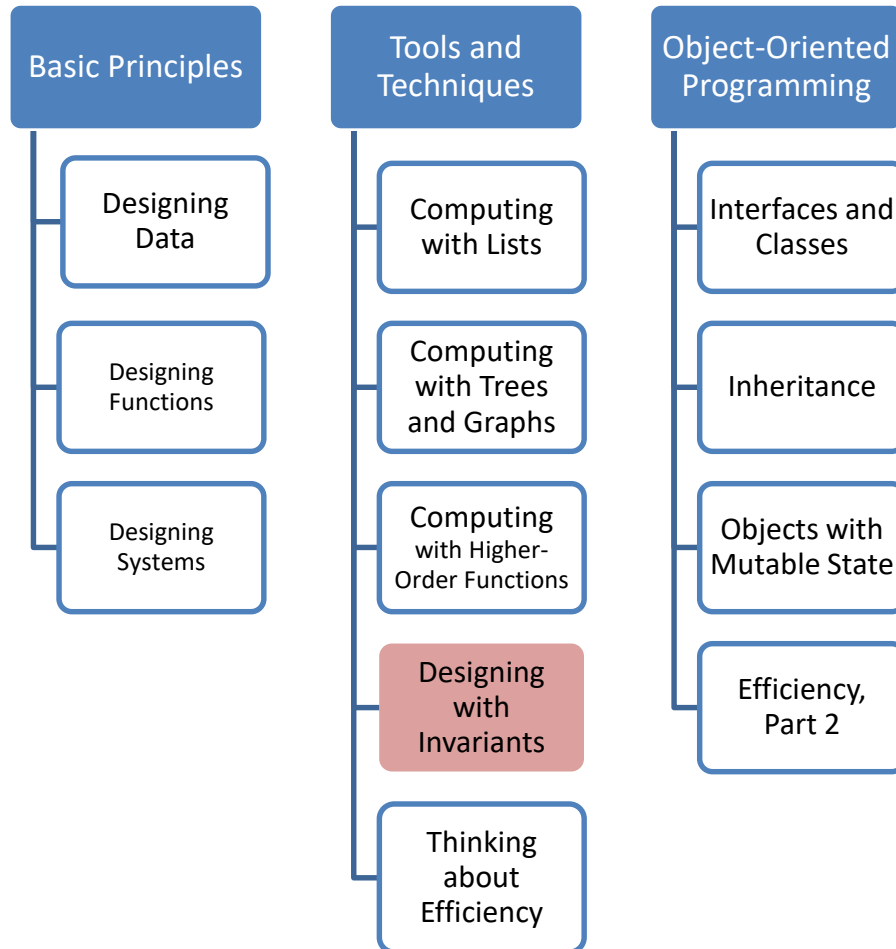 Basic Principles
Designing
Data
Designing
Functions
Designing
Systems
Tools and
Techniques
Computing
with Lists
Computing
with Trees
and Graphs
Computing
with Higher-
Order Functions
Designing
with
Invariants
Thinking
about
Efficiency
Object-Oriented
Programming
Interfaces and
Classes
Inheritance
Objects with
Mutable State
Efficiency,
Part 2